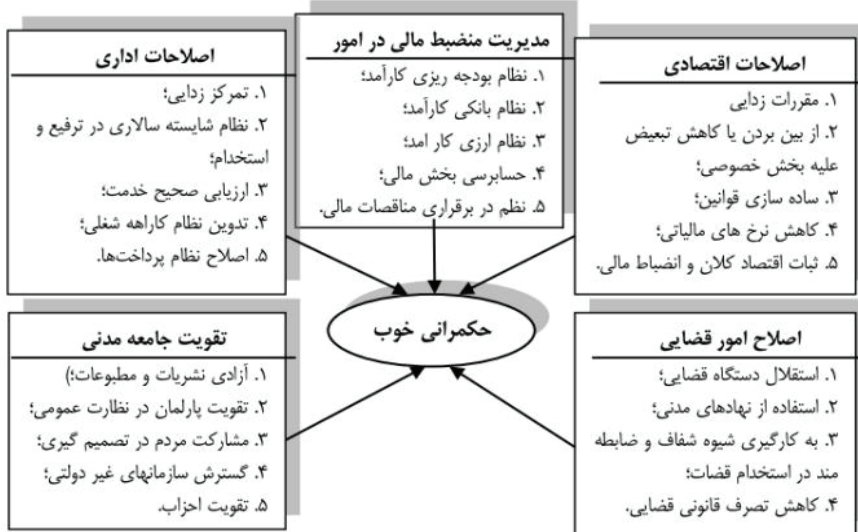 اصلاحات اقتصادی
۱. مقررات زدایی
۲. از بین بردن یا کاهش تبعیض
علیه بخش خصوصی؛
۳. ساده سازی قوانین؛
۴. کاهش نرخ های مالیاتی؛
۵. ثبات اقتصاد کلان و انضباط مالی.
مدیریت منضبط مالی در امور
۱. نظام بودجه ریزی کارآمد؛
۲. نظام بانکی کارآمد؛
۳. نظام ارزی کار امد؛
۴. حسابرسی بخش مالی؛
۵. نظم در برقراری مناقصات مالی.
اصلاحات اداری
۱. تمرکز زدایی؛
۲. نظام شایسته سالاری در ترفیع و
استخدام؛
۳. ارزیابی صحیح خدمت؛
۴. تدوین نظام کاراهه شغلی؛
۵. اصلاح نظام پرداخت‌ها.
حکمرانی خوب
اصلاح امور قضایی
۱. استقلال دستگاه قضایی؛
۲. استفاده از نهادهای مدنی؛
۳. به کارگیری شیوه شفاف و ضابطه
مند در استخدام قضات؛
۴. کاهش تصرف قانونی قضایی.
تقویت جامعه مدنی
۱. آزادی نشریات و مطبوعات؛)
۲. تقویت پارلمان در نظارت عمومی؛
۳. مشارکت مردم در تصمیم گیری؛
۴. گسترش سازمانهای غیر دولتی؛
۵. تقویت احزاب.